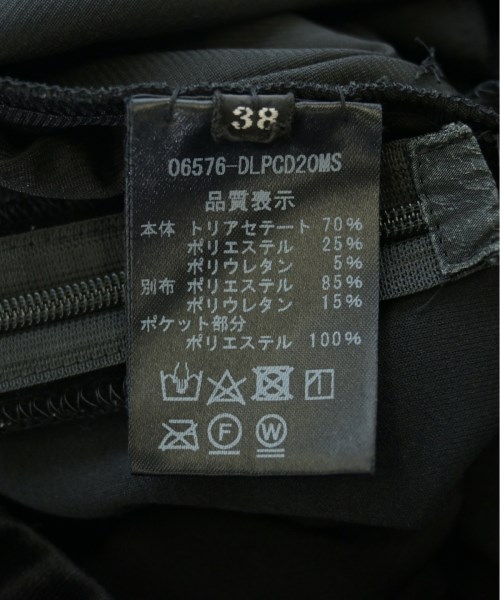 38
06576-DLPCD20MS
品質表示
本体 トリアセテート 70%
ポリエステル 25%
ポリウレタン 5%
別布 ポリエステル 85%
ポリウレタン 15%
ポケット部分
ポリエステル 100%
F W